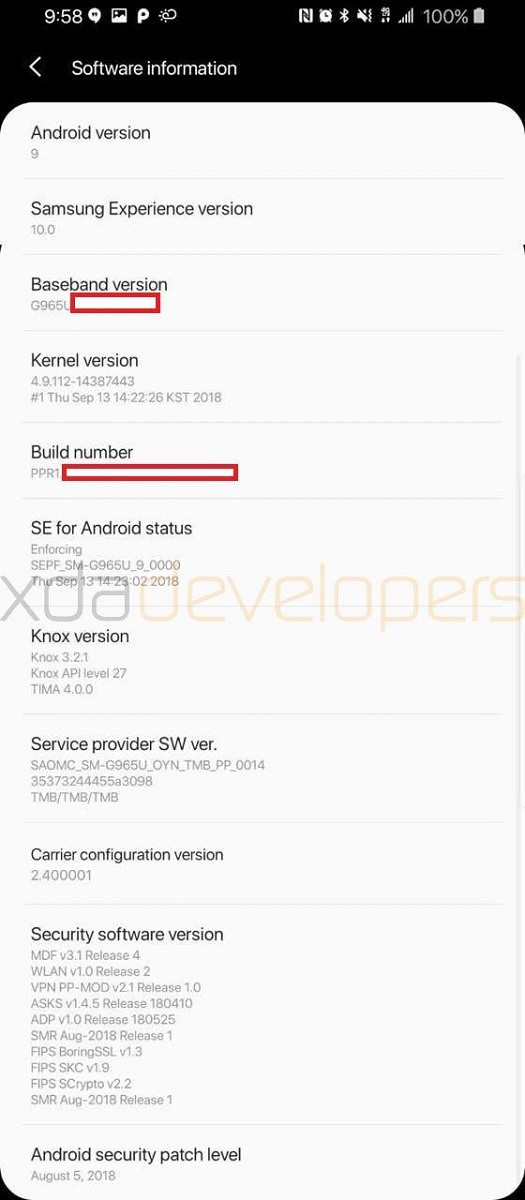 9:58
100%
Software information
Android version
9
Samsung Experience version
10.0
Baseband version
G965U
Kernel version
4.9.112-14387443
#1 Thu Sep 13 14:22:26 KST 2018
Build number
PPR1
SE for Android status
Enforcing
SEPF_SM-G965U_9_0000
Thu Sep 13 14:23:02 2018
xdadevelopers
Knox version
Knox 3.2.1
Knox API level 27
TIMA 4.0.0
Service provider SW ver.
SAOMC_SM-G965U_OYN_TMB_PP_0014
35373244455a3098
TMB/TMB/TMB
Carrier configuration version
2.400001
Security software version
MDF v3.1 Release 4
WLAN v1.0 Release 2
VPN PP-MOD v2.1 Release 1.0
ASKS v1.4.5 Release 180410
ADP v1.0 Release 180525
SMR Aug-2018 Release 1
FIPS BoringSSL v1.3
FIPS SKC v1.9
FIPS SCrypto v2.2
SMR Aug-2018 Release 1
Android security patch level
August 5, 2018